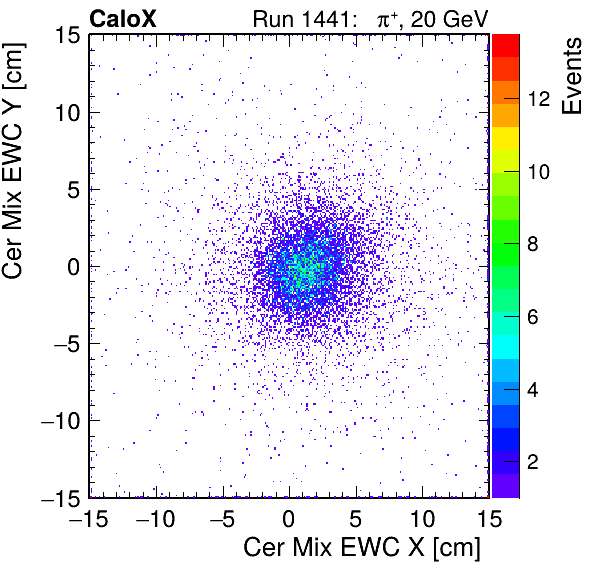 CaloX
Run 1441: π⁺, 20 GeV
Events
Cer Mix EWC Y [cm]
15
10
5
0
−5
−10
−15
12
10
8
6
4
2
−15 −10 −5 0 5 10 15
Cer Mix EWC X [cm]